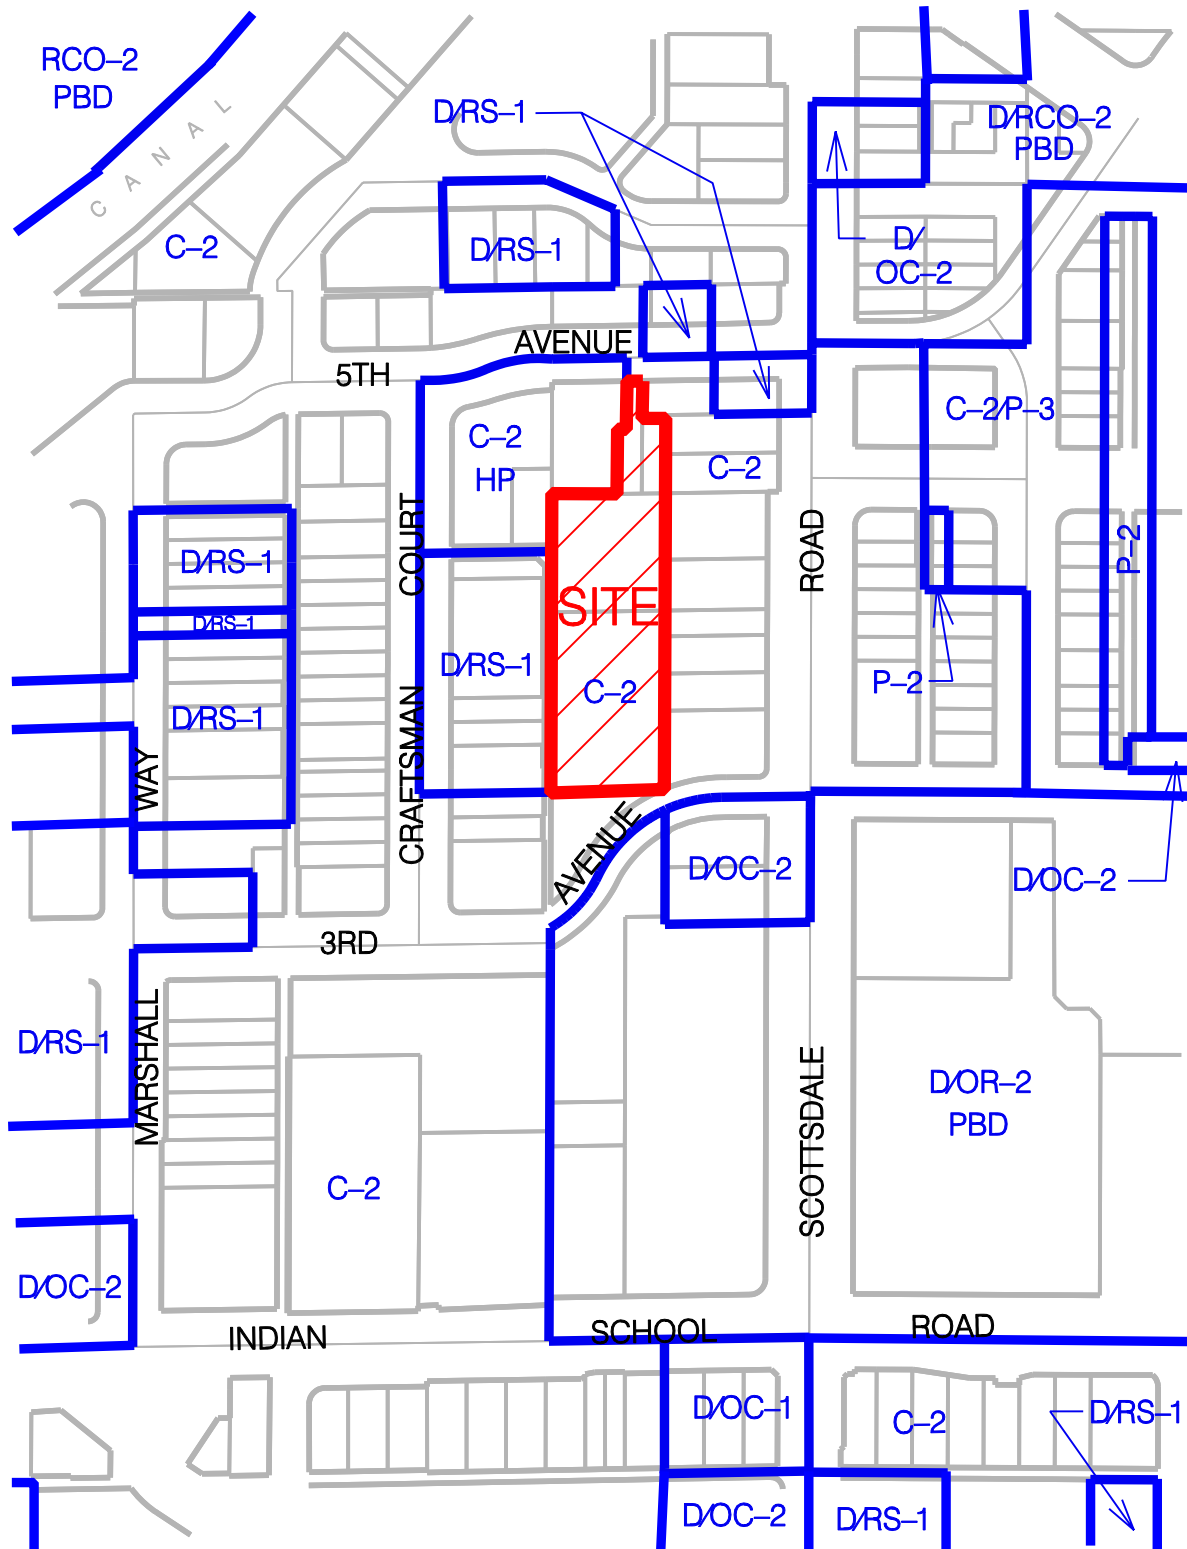 RCO–2
PBD
CANAL
D/RS–1
D/RCO–2
PBD
C–2
D/RS–1
D/
OC–2
AVENUE
5TH
C–2/P–3
C–2
HP
C–2
COURT
ROAD
P–2
D/RS–1
SITE
D/RS–1
D/RS–1
C–2
P–2
D/RS–1
WAY
CRAFTSMAN
AVENUE
D/OC–2
D/OC–2
3RD
MARSHALL
D/RS–1
SCOTTSDALE
D/OR–2
PBD
C–2
D/OC–2
INDIAN SCHOOL ROAD
D/OC–1
C–2
D/RS–1
D/OC–2
D/RS–1